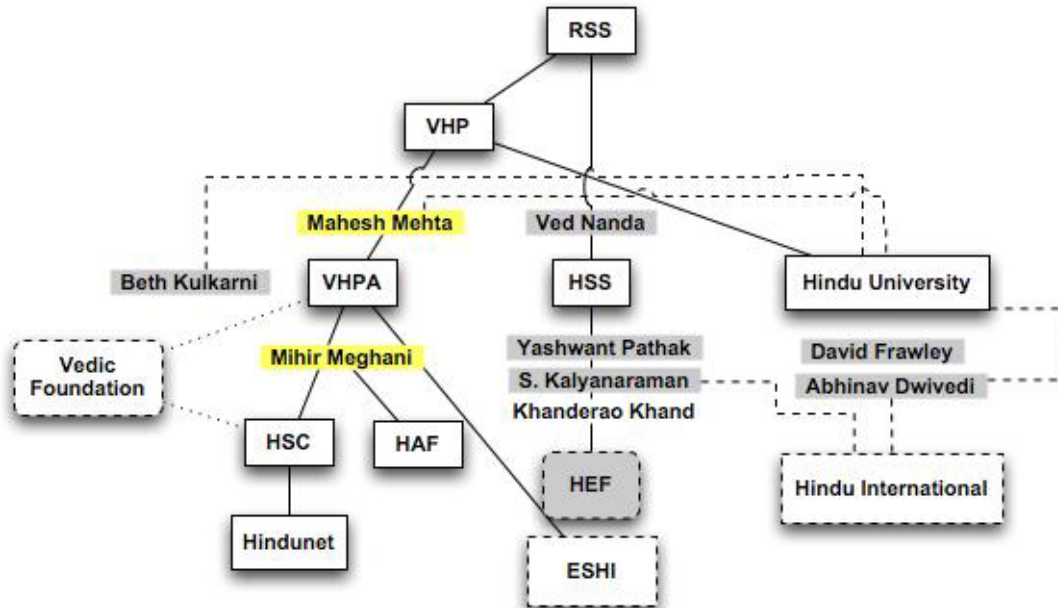 RSS
VHP
Mahesh Mehta
Ved Nanda
Beth Kulkarni
VHPA
HSS
Hindu University
Vedic
Foundation
Mihir Meghani
Yashwant Pathak
David Frawley
S. Kalyanaraman
Abhinav Dwivedi
Khanderao Khand
HSC
HAF
HEF
Hindu International
Hindunet
ESHI